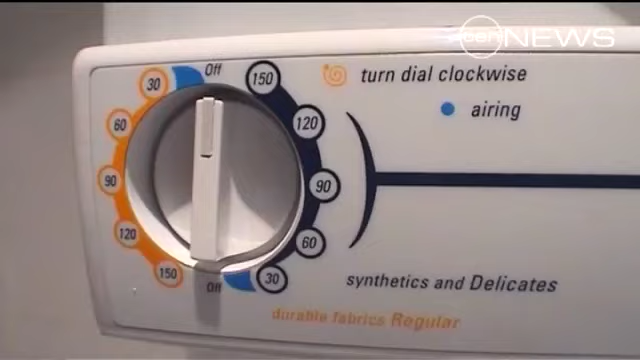 ten NEWS
Off
150
30
turn dial clockwise
120
60
airing
90
90
120
60
150
Off
30
synthetics and Delicates
durable fabrics Regular